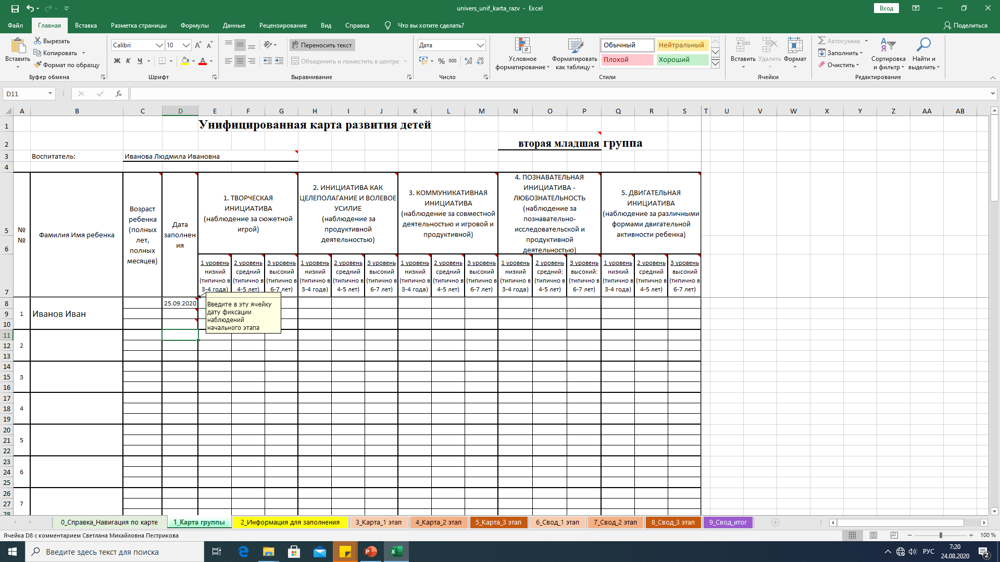 univers_unif_karta_razv - Excel
Вход
Файл Главная Вставка Разметка страницы Формулы Данные Рецензирование Вид Справка Что вы хотите сделать? Поделиться
Вставить
Вырезать
Копировать
Формат по образцу
Буфер обмена
Calibri 10
Ж К Ч
Шрифт
Переносить текст
Объединить и поместить в центре
Выравнивание
Дата
% 000
Число
Условное форматирование
Форматировать как таблицу
Обычный Нейтральный
Плохой Хороший
Стили
Вставить Удалить Формат
Ячейки
Автосумма
Заполнить
Очистить
Сортировка и фильтр
Найти и выделить
Редактирование
D11
fx
A B C D E F G H I J K L M N O P Q R S T U V W X Y Z AA AB
1 Унифицированная карта развития детей
2 вторая младшая группа
3 Воспитатель: Иванова Людмила Ивановна
4
5
6
7
№ №
Фамилия Имя ребенка
Возраст ребенка (полных лет, полных месяцев)
Дата заполнен ия
1. ТВОРЧЕСКАЯ ИНИЦИАТИВА (наблюдение за сюжетной игрой)
2. ИНИЦИАТИВА КАК ЦЕЛЕПОЛАГАНИЕ И ВОЛЕВОЕ УСИЛИЕ (наблюдение за продуктивной деятельностью)
3. КОММУНИКАТИВНАЯ ИНИЦИАТИВА (наблюдение за совместной деятельностью и игровой и продуктивной)
4. ПОЗНАВАТЕЛЬНАЯ ИНИЦИАТИВА - ЛЮБОЗНАТЕЛЬНОСТЬ (наблюдение за познавательно-исследовательской и продуктивной деятельностью)
5. ДВИГАТЕЛЬНАЯ ИНИЦИАТИВА (наблюдение за различными формами двигательной активности ребенка)
1 уровень 2 уровень 3 уровень 1 уровень 2 уровень 3 уровень 1 уровень 2 уровень 3 уровень 1 уровень 2 уровень 3 уровень 1 уровень 2 уровень 3 уровень
низкий средний высокий низкий средний высокий низкий средний высокий низкий средний: высокий: низкий средний высокий
(типично в (типично в (типично в (типично в (типично в (типично в (типично в (типично в (типично в (типично в (типично в (типично в (типично в (типично в (типично в
3-4 года) 4-5 лет) 6-7 лет) 3-4 года) 4-5 лет) 6-7 лет) 3-4 года) 4-5 лет) 6-7 лет) 3-4 года) 4-5 лет) 6-7 лет) 3-4 года) 4-5 лет) 6-7 лет)
8 25.09.2020
9 1 Иванов Иван
10
Введите в эту ячейку
дату фиксации
наблюдений
начального этапа
11
12 2
13
14
15 3
16
17
18 4
19
20
21 5
22
23
24 6
25
26
27 7
28
0_Справка_Навигация по карте 1_Карта группы 2_Информация для заполнения 3_Карта_1 этап 4_Карта_2 этап 5_Карта_3 этап 6_Свод_1 этап 7_Свод_2 этап 8_Свод_3 этап 9_Свод_итог
Ячейка D8 с комментарием Светлана Михайловна Пестрикова
100 %
Введите здесь текст для поиска
РУС
7:20
24.08.2020
2